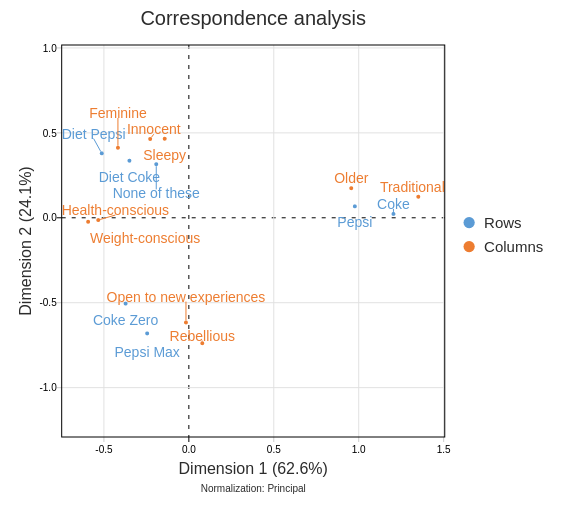 Correspondence analysis
1.0
Feminine
0.5
Diet Pepsi
Innocent
Sleepy
Diet Coke
Older
Traditional
None of these
Health-conscious
Coke
0.0
Pepsi
Rows
Weight-conscious
Columns
Dimension 2 (24.1%)
Open to new experiences
-0.5
Coke Zero
Rebellious
Pepsi Max
-1.0
-0.5
0.0
0.5
1.0
1.5
Dimension 1 (62.6%)
Normalization: Principal